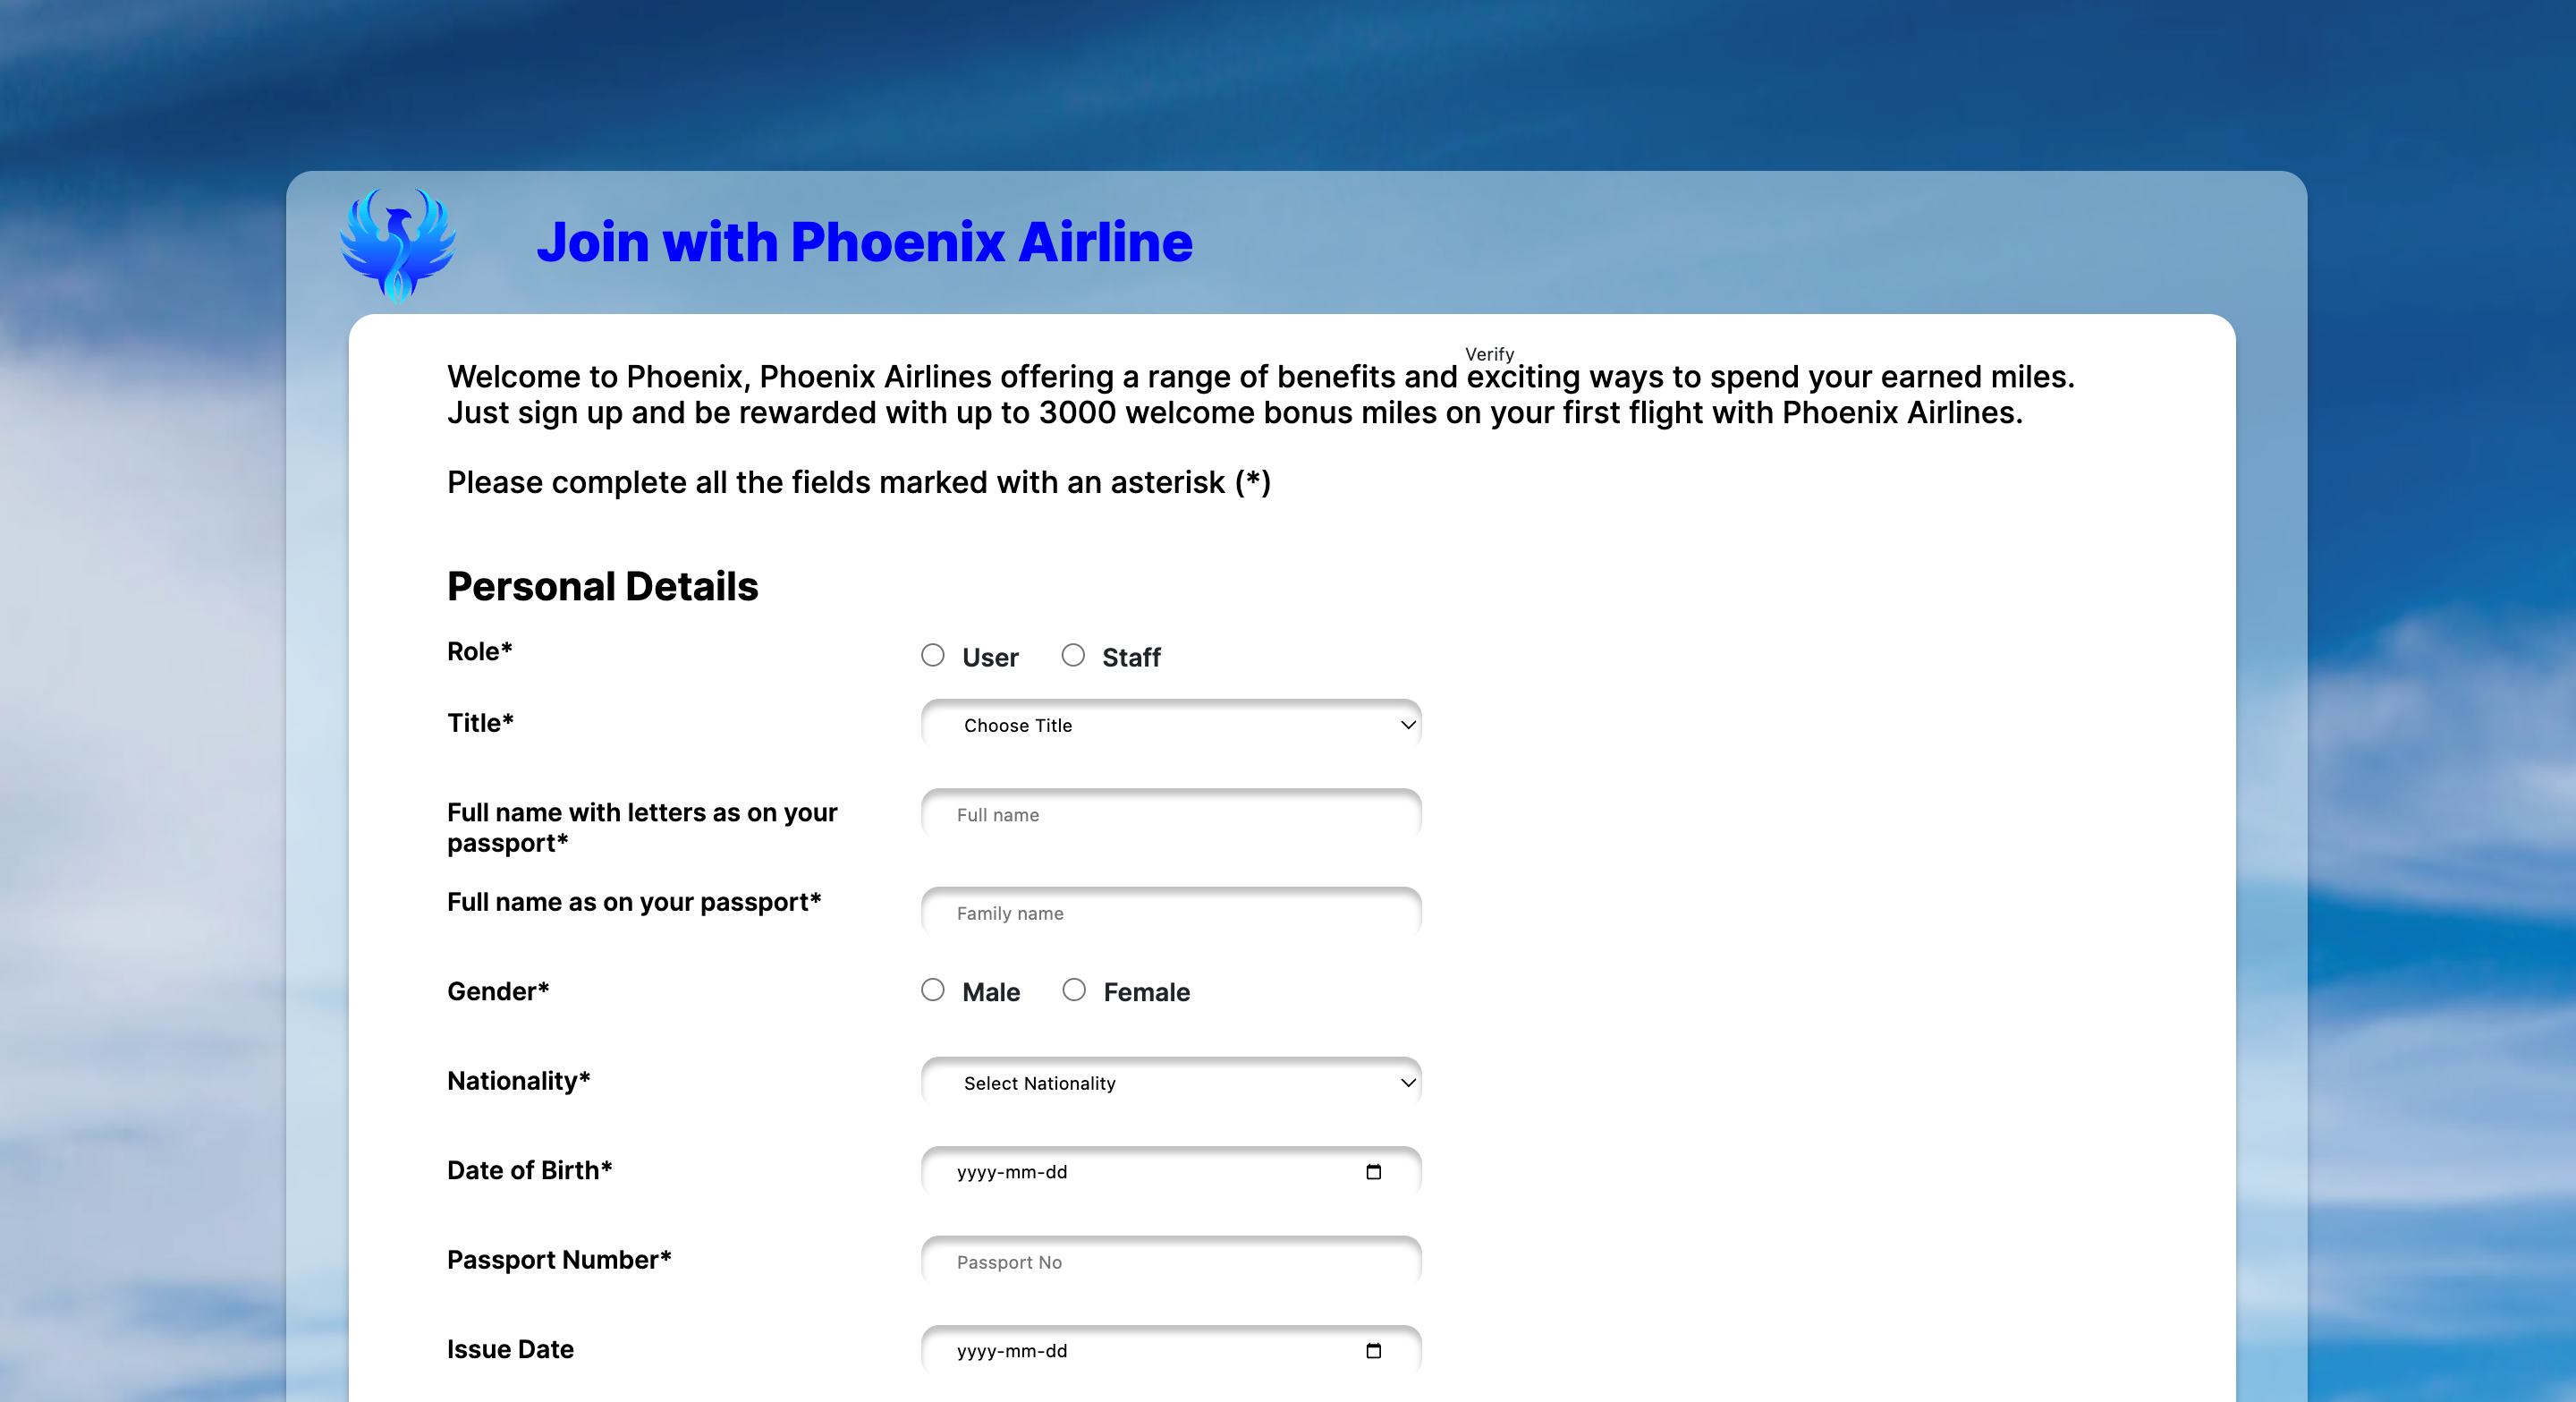 Join with Phoenix Airline
Verify
Welcome to Phoenix, Phoenix Airlines offering a range of benefits and exciting ways to spend your earned miles.
Just sign up and be rewarded with up to 3000 welcome bonus miles on your first flight with Phoenix Airlines.
Please complete all the fields marked with an asterisk (*)
Personal Details
Role* User Staff
Title* Choose Title
Full name with letters as on your
passport*
Full name
Full name as on your passport* Family name
Gender* Male Female
Nationality* Select Nationality
Date of Birth* yyyy-mm-dd
Passport Number* Passport No
Issue Date yyyy-mm-dd